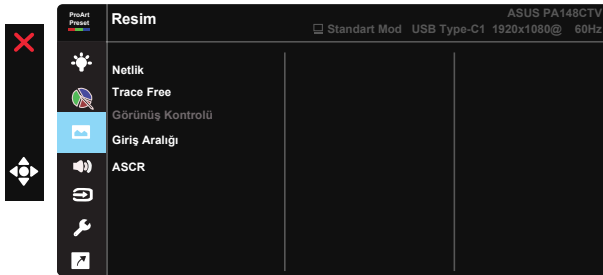 ProArt
Preset
Resim
ASUS PA148CTV
Standart Mod USB Type-C1 1920x1080@ 60Hz
Netlik
Trace Free
Görünüş Kontrolü
Giriş Aralığı
ASCR